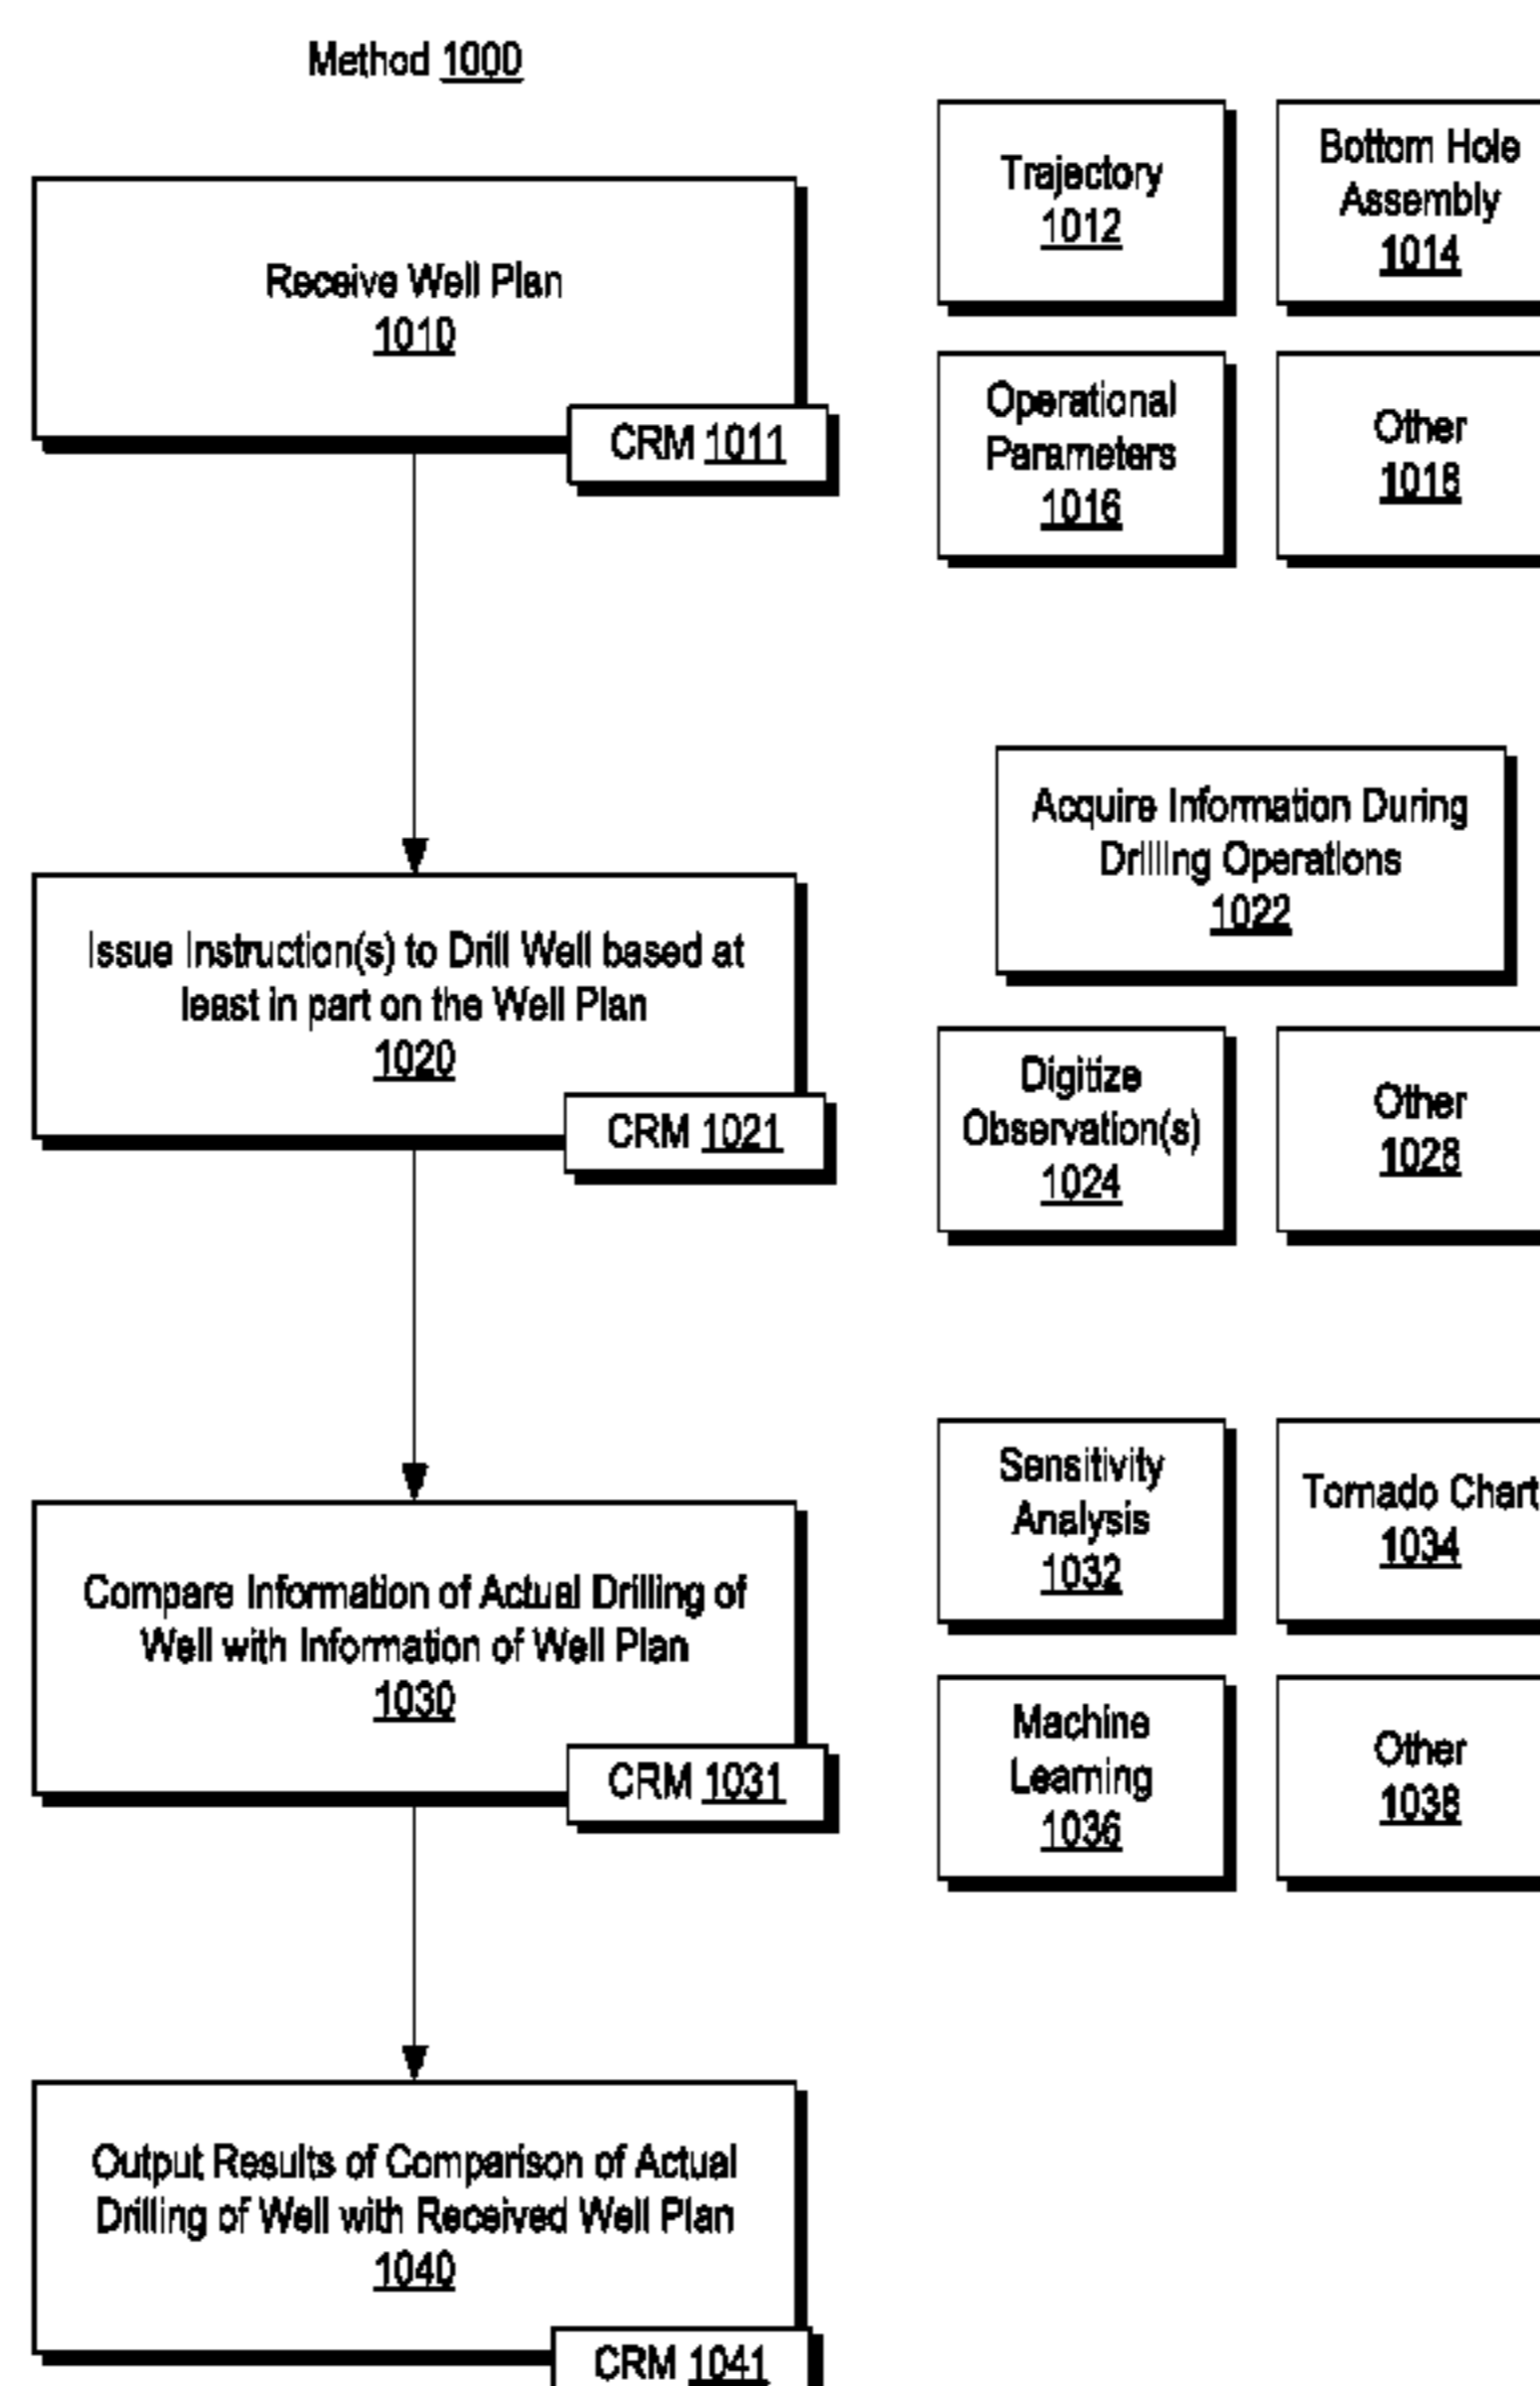 Method 1000
Receive Well Plan
1010
CRM 1011
Trajectory
1012
Bottom Hole
Assembly
1014
Operational
Parameters
1016
Other
1018
Issue Instruction(s) to Drill Well based at
least in part on the Well Plan
1020
CRM 1021
Acquire Information During
Drilling Operations
1022
Digitize
Observation(s)
1024
Other
1028
Compare Information of Actual Drilling of
Well with Information of Well Plan
1030
CRM 1031
Sensitivity
Analysis
1032
Tornado Chart
1034
Machine
Learning
1036
Other
1038
Output Results of Comparison of Actual
Drilling of Well with Received Well Plan
1040
CRM 1041